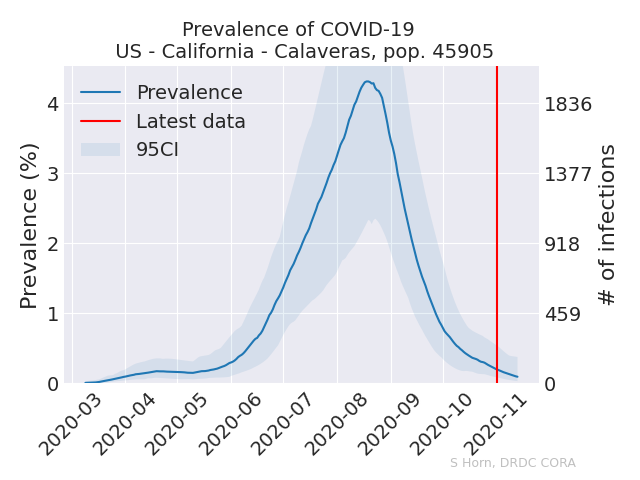 Prevalence of COVID-19
US - California - Calaveras, pop. 45905
Prevalence
Latest data
95CI
Prevalence (%)
4
3
2
1
0
1836
1377
918
459
0
# of infections
2020-03
2020-04
2020-05
2020-06
2020-07
2020-08
2020-09
2020-10
2020-11
S Horn, DRDC CORA